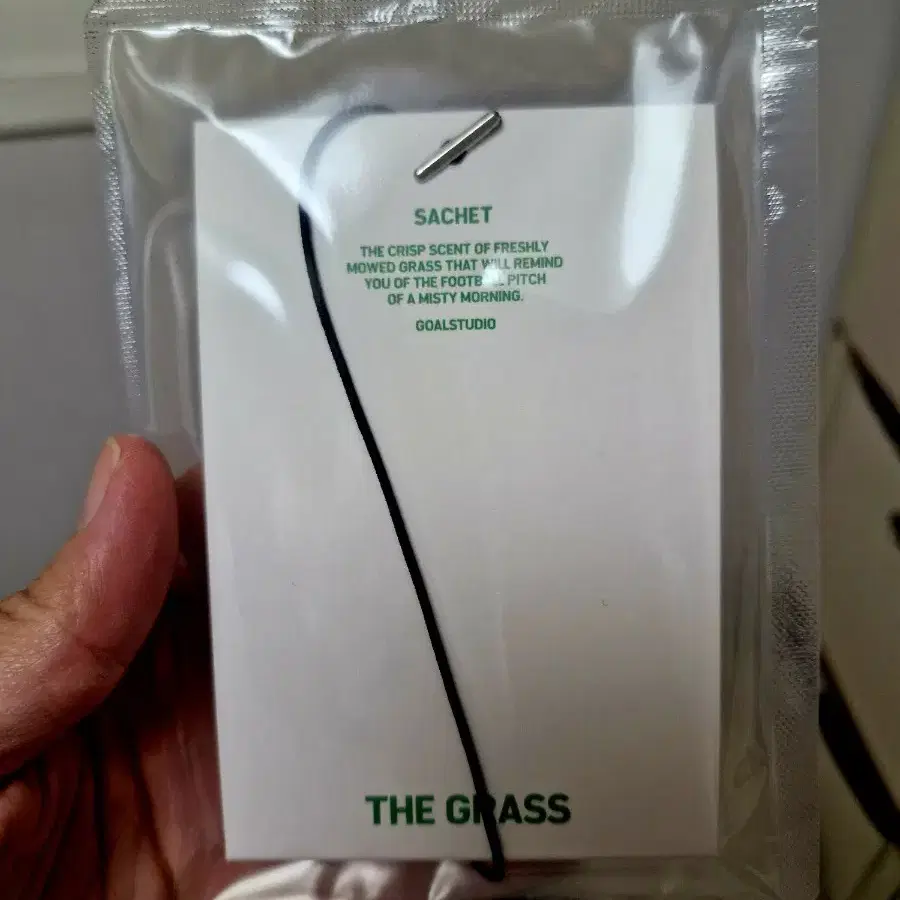 SACHET
THE CRISP SCENT OF FRESHLY
MOWED GRASS THAT WILL REMIND
YOU OF THE FOOTBALL PITCH
OF A MISTY MORNING.
GOALSTUDIO
THE GRASS